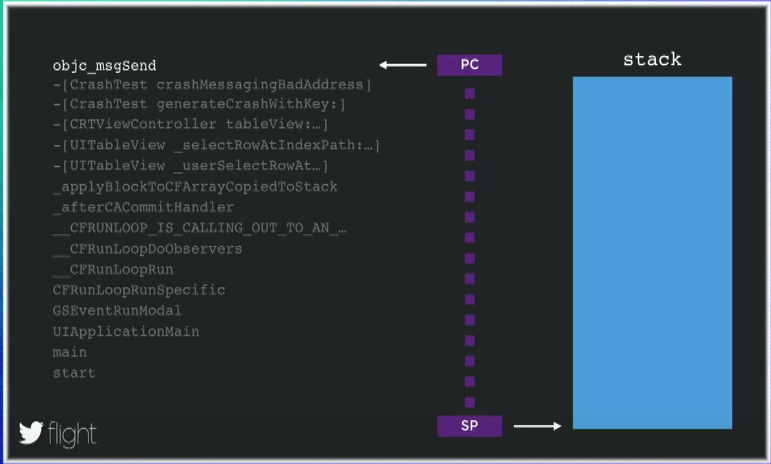 objc_msgSend
-[CrashTest crashMessagingBadAddress]
-[CrashTest generateCrashWithKey:]
-[CRTViewController tableView:…]
-[UITableView _selectRowAtIndexPath:…]
-[UITableView _userSelectRowAt…]
_applyBlockToCFArrayCopiedToStack
_afterCACommitHandler
__CFRUNLOOP_IS_CALLING_OUT_TO_AN_…
__CFRunLoopDoObservers
__CFRunLoopRun
CFRunLoopRunSpecific
GSEventRunModal
UIApplicationMain
main
start
PC
SP
stack
flight